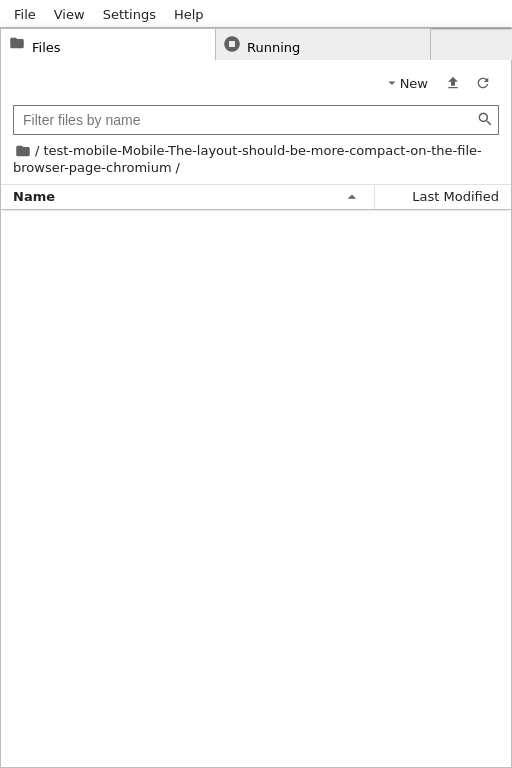 File View Settings Help
Files Running
New
Filter files by name
/ test-mobile-Mobile-The-layout-should-be-more-compact-on-the-file-
browser-page-chromium /
Name Last Modified